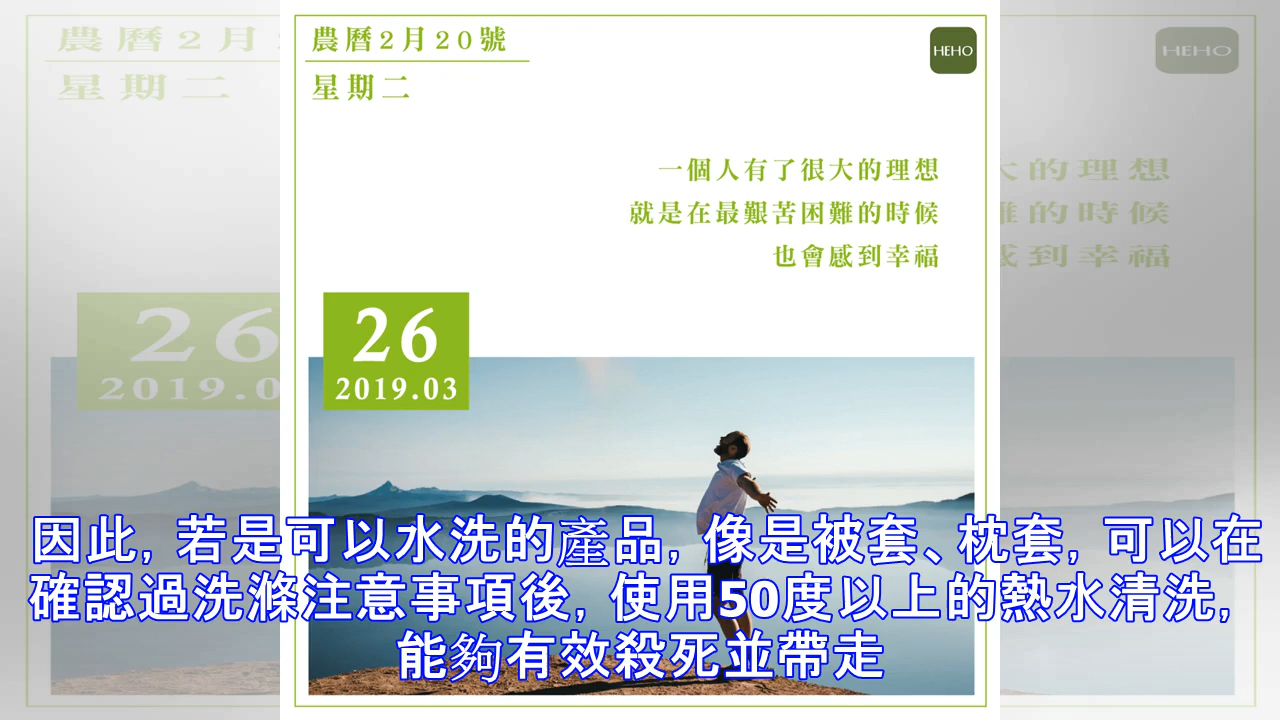 農曆2月20號
星期二
HEHO
一個人有了很大的理想
就是在最艱苦困難的時候
也會感到幸福
26
2019.03
因此, 若是可以水洗的產品, 像是被套、枕套, 可以在
確認過洗滌注意事項後, 使用50度以上的熱水清洗,
能夠有效殺死並帶走